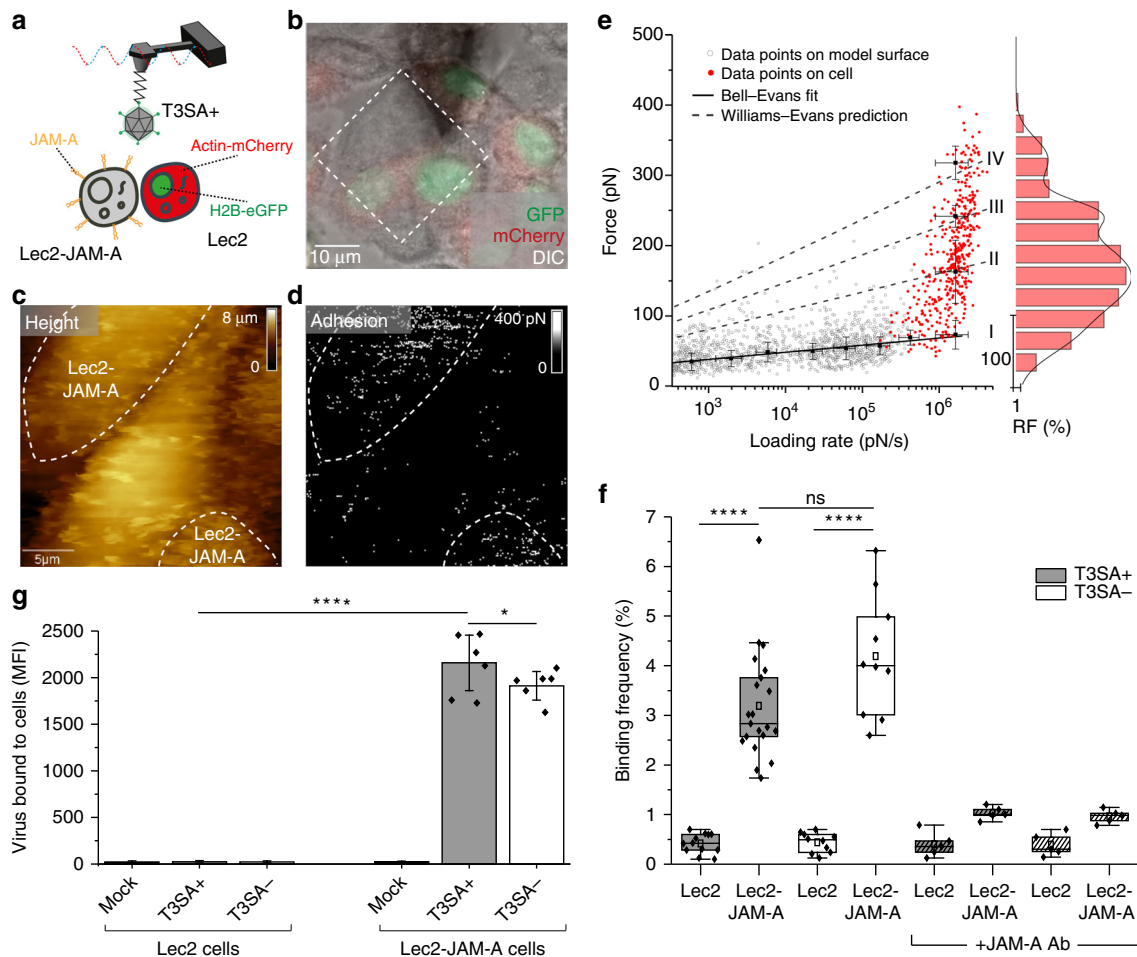 a
T3SA+
JAM-A
Actin-mCherry
H2B-eGFP
Lec2
Lec2-JAM-A
b
GFP
mCherry
DIC
10 μm
c
Height
8 μm
0
Lec2-
JAM-A
Lec2-
JAM-A
5μm
d
Adhesion
400 pN
0
e
Data points on model surface
Data points on cell
Bell–Evans fit
Williams–Evans prediction
Force (pN)
500
400
300
200
100
0
10³
10⁴
10⁵
10⁶
Loading rate (pN/s)
IV
III
II
I
100
1
RF (%)
f
ns
****
****
T3SA+
T3SA–
Binding frequency (%)
7
6
5
4
3
2
1
0
Lec2
Lec2-
JAM-A
Lec2
Lec2-
JAM-A
Lec2
Lec2-
JAM-A
Lec2
Lec2-
JAM-A
+JAM-A Ab
g
****
*
Virus bound to cells (MFI)
2500
2000
1500
1000
500
0
Mock
T3SA+
T3SA–
Mock
T3SA+
T3SA–
Lec2 cells
Lec2-JAM-A cells